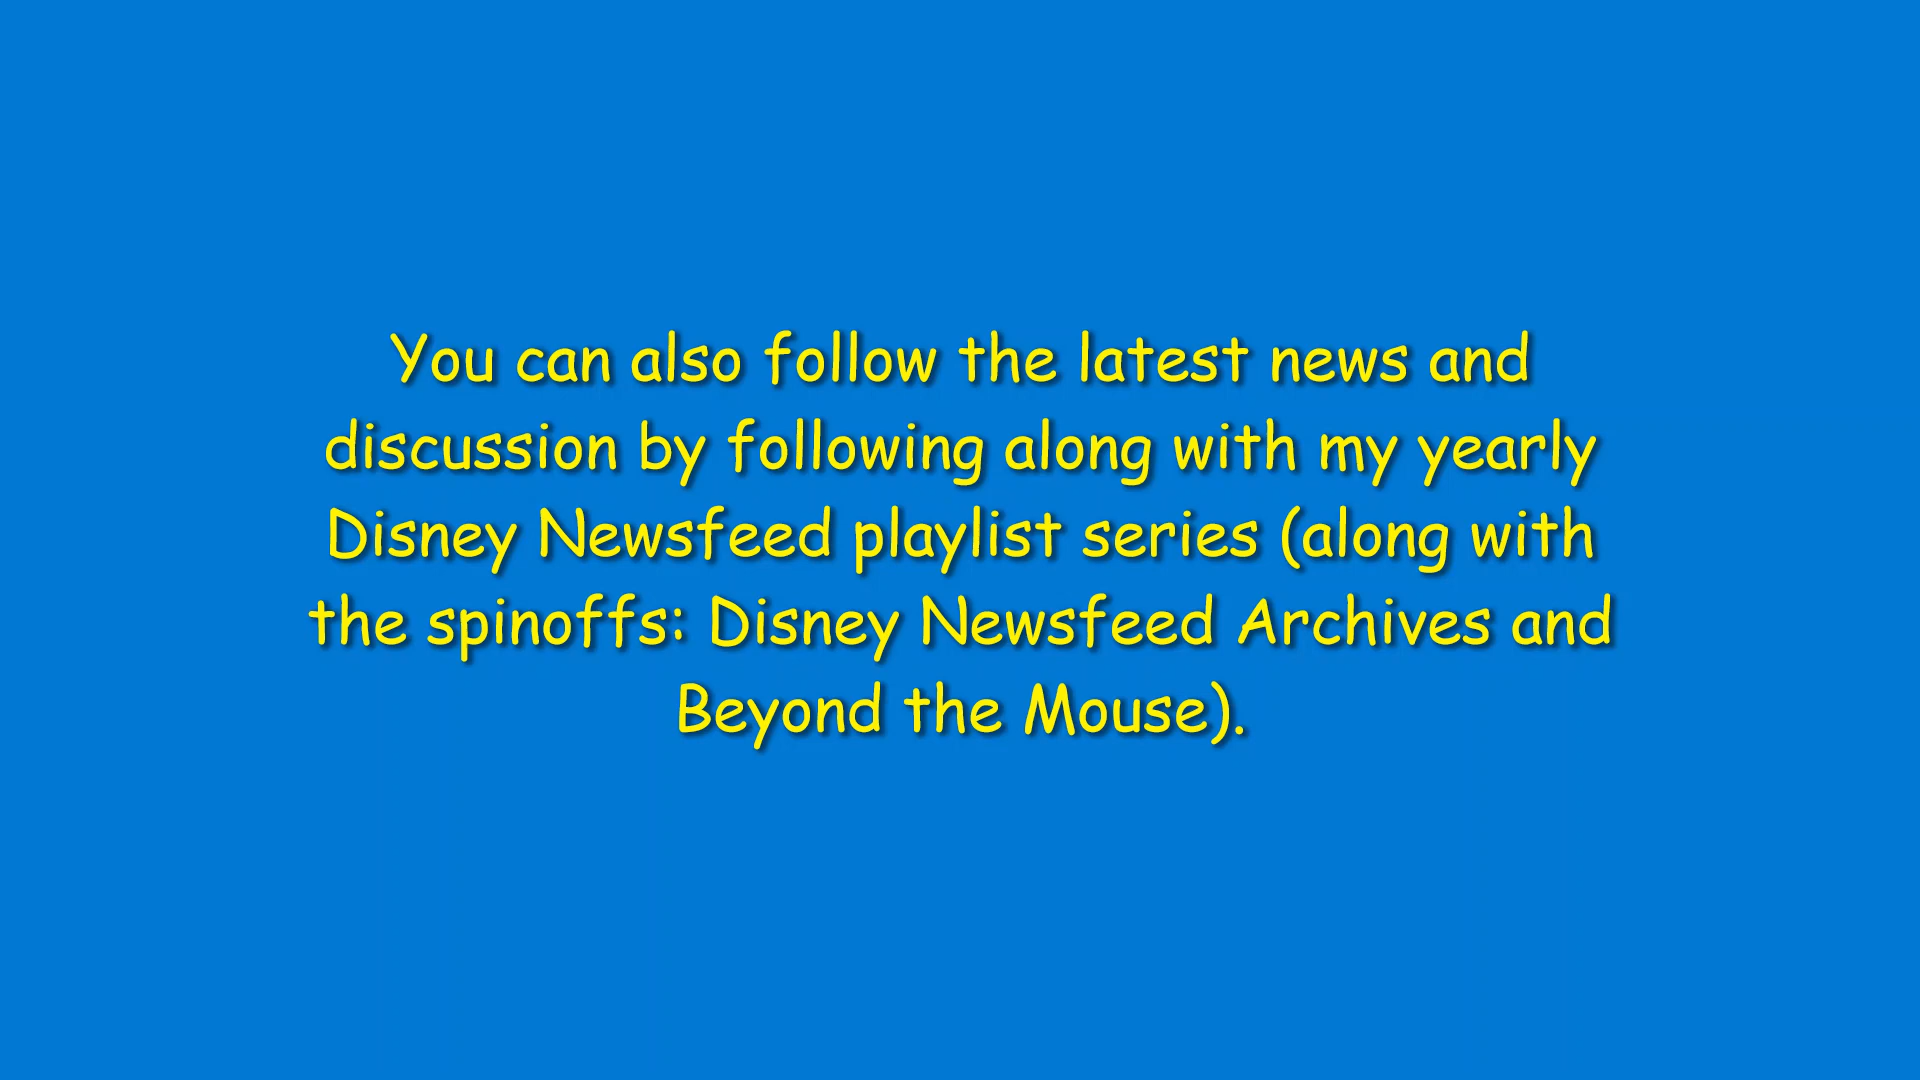 You can also follow the latest news and
discussion by following along with my yearly
Disney Newsfeed playlist series (along with
the spinoffs: Disney Newsfeed Archives and
Beyond the Mouse).